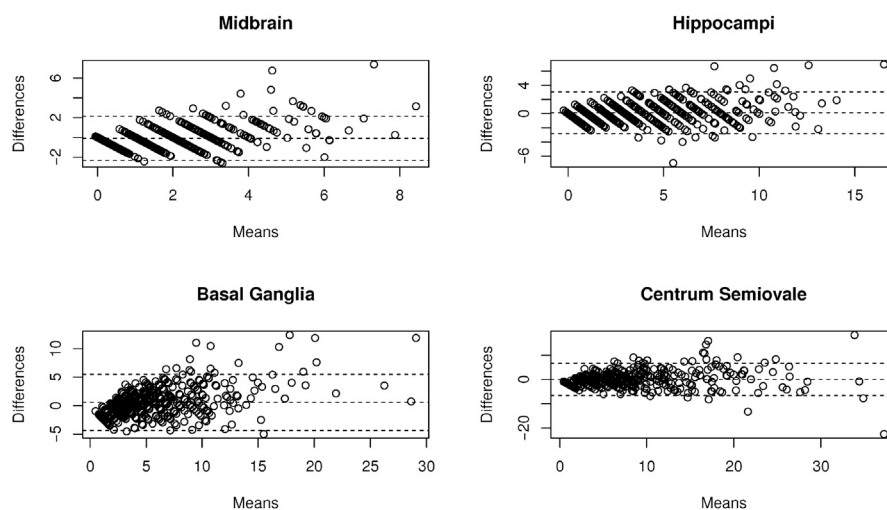 Midbrain
Differences
-2 2 6
0 2 4 6 8
Means
Hippocampi
Differences
-6 0 4
0 5 10 15
Means
Basal Ganglia
Differences
-5 0 5 10
0 5 10 15 20 25 30
Means
Centrum Semiovale
Differences
-20 0 20
0 10 20 30
Means